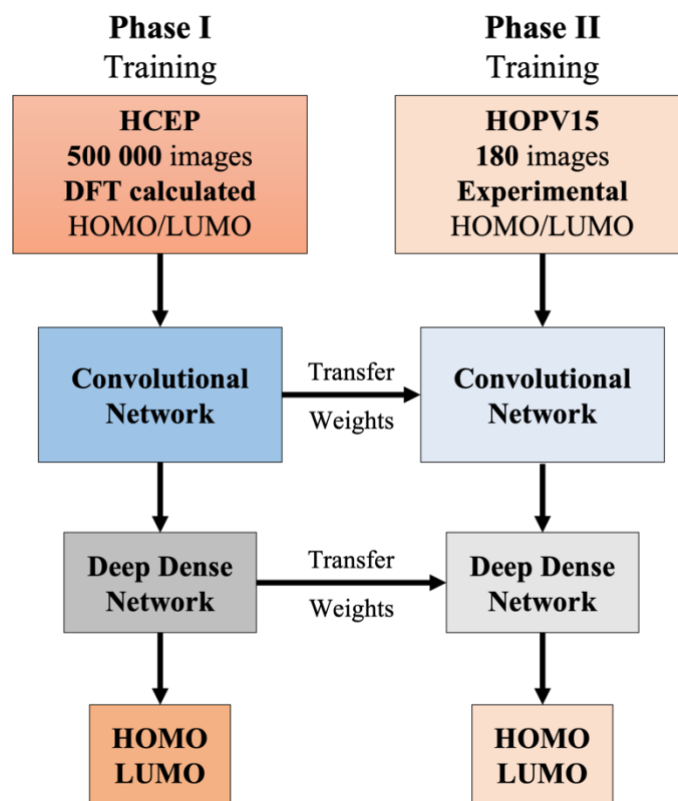 Phase I
Training
HCEP
500 000 images
DFT calculated
HOMO/LUMO
Convolutional
Network
Deep Dense
Network
HOMO
LUMO
Transfer
Weights
Transfer
Weights
Phase II
Training
HOPV15
180 images
Experimental
HOMO/LUMO
Convolutional
Network
Deep Dense
Network
HOMO
LUMO